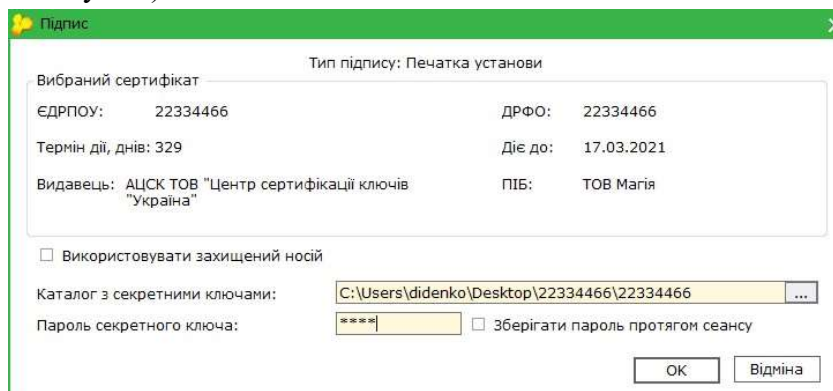 Підпис
Тип підпису: Печатка установи
Вибраний сертифікат
ЄДРПОУ: 22334466 ДРФО: 22334466
Термін дії, днів: 329 Діє до: 17.03.2021
Видавець: АЦСК ТОВ "Центр сертифікації ключів ПІБ: ТОВ Магія
"Україна"
Використовувати захищений носій
Каталог з секретними ключами: C:\Users\didenko\Desktop\22334466\22334466 ...
Пароль секретного ключа: **** Зберігати пароль протягом сеансу
OK Відміна